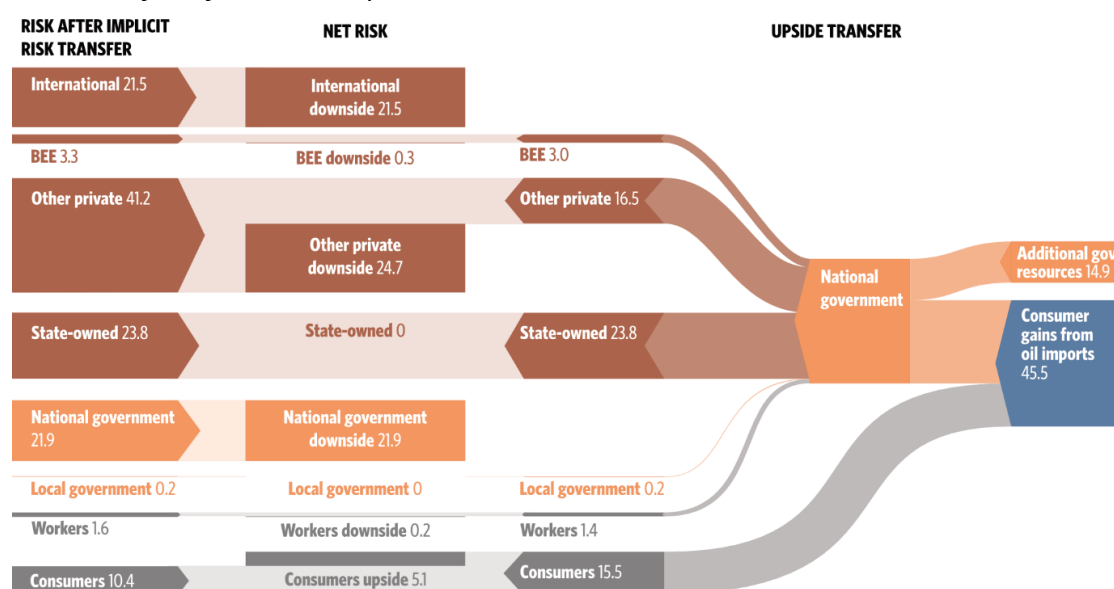 RISK AFTER IMPLICIT
RISK TRANSFER
NET RISK
UPSIDE TRANSFER
International 21.5
International
downside 21.5
BEE 3.3
BEE downside 0.3
BEE 3.0
Other private 41.2
Other private
downside 24.7
Other private 16.5
National
government
Additional gov
resources 14.9
State-owned 23.8
State-owned 0
State-owned 23.8
Consumer
gains from
oil imports
45.5
National government
21.9
National government
downside 21.9
Local government 0.2
Local government 0
Local government 0.2
Workers 1.6
Workers downside 0.2
Workers 1.4
Consumers 10.4
Consumers upside 5.1
Consumers 15.5